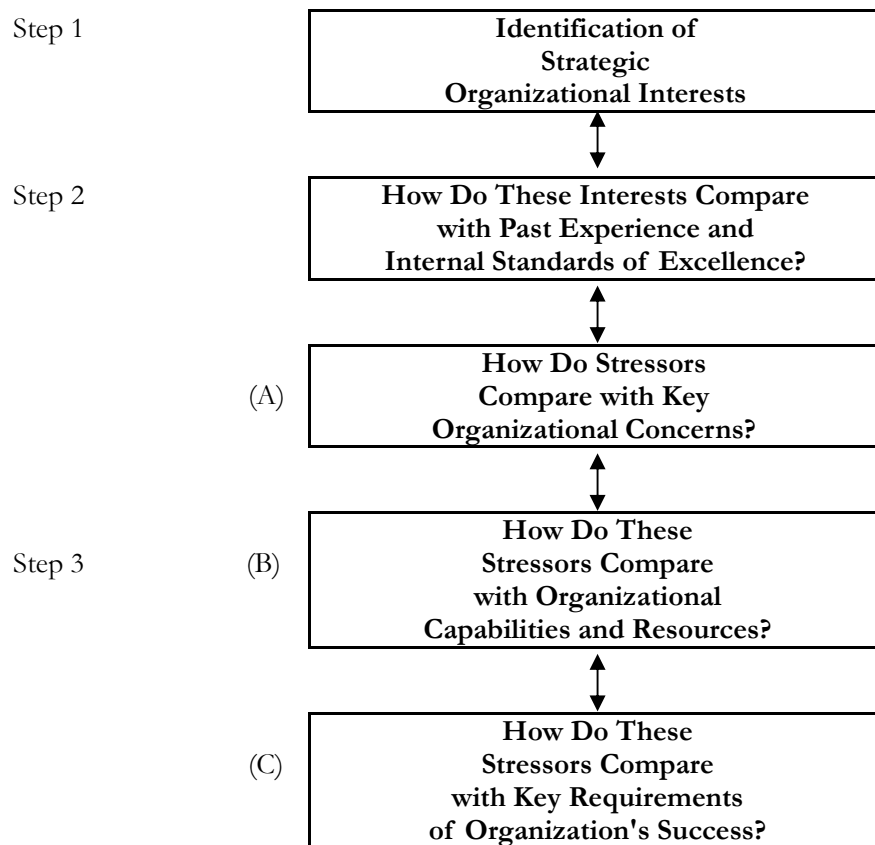 Step 1
Identification of
Strategic
Organizational Interests
Step 2
How Do These Interests Compare
with Past Experience and
Internal Standards of Excellence?
(A)
How Do Stressors
Compare with Key
Organizational Concerns?
Step 3
(B)
How Do These
Stressors Compare
with Organizational
Capabilities and Resources?
(C)
How Do These
Stressors Compare
with Key Requirements
of Organization's Success?